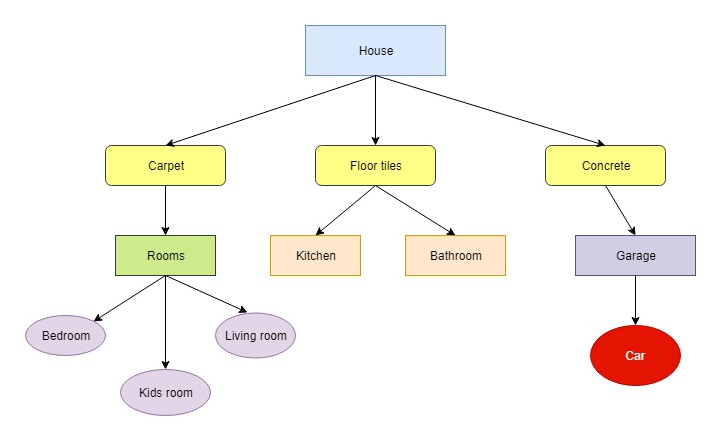 House
Carpet
Floor tiles
Concrete
Rooms
Kitchen
Bathroom
Garage
Bedroom
Living room
Kids room
Car